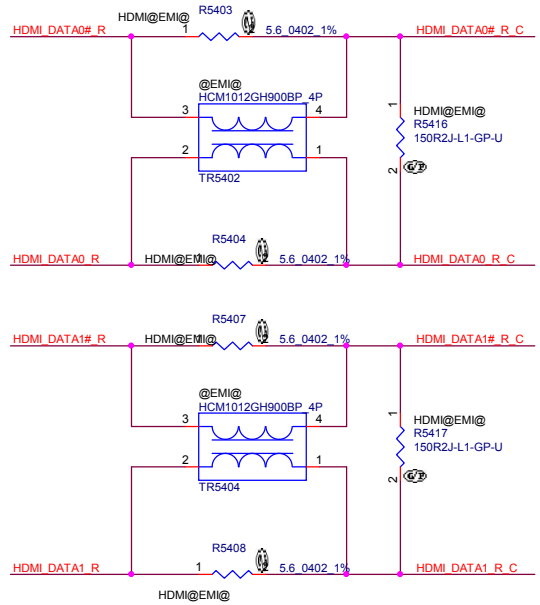 R5403
HDMI_DATA0#_R
HDMI@EMI@
1
5.6_0402_1%
HDMI_DATA0#_R_C
@EMI@
HCM1012GH900BP_4P
3
4
2
1
TR5402
1
HDMI@EMI@
R5416
150R2J-L1-GP-U
2
R5404
HDMI_DATA0_R
HDMI@EMI@
5.6_0402_1%
HDMI_DATA0_R_C
R5407
HDMI_DATA1#_R
HDMI@EMI@
5.6_0402_1%
HDMI_DATA1#_R_C
@EMI@
HCM1012GH900BP_4P
3
4
2
1
TR5404
1
HDMI@EMI@
R5417
150R2J-L1-GP-U
2
R5408
HDMI_DATA1_R
1
5.6_0402_1%
HDMI_DATA1_R_C
HDMI@EMI@